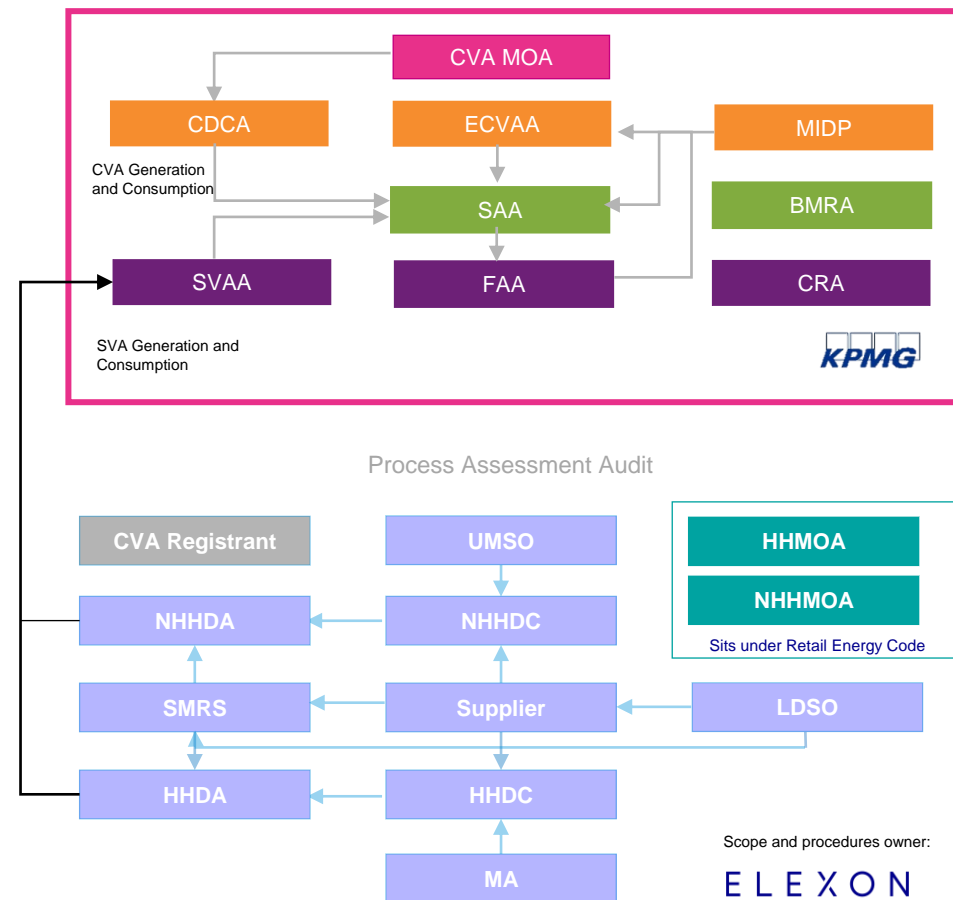 CVA MOA
CDCA
ECVAA
MIDP
CVA Generation
and Consumption
SAA
BMRA
SVAA
FAA
CRA
SVA Generation and
Consumption
KPMG
Process Assessment Audit
CVA Registrant
UMSO
HHMOA
NHHDA
NHHDC
NHHMOA
Sits under Retail Energy Code
SMRS
Supplier
LDSO
HHDA
HHDC
Scope and procedures owner:
MA
ELEXON